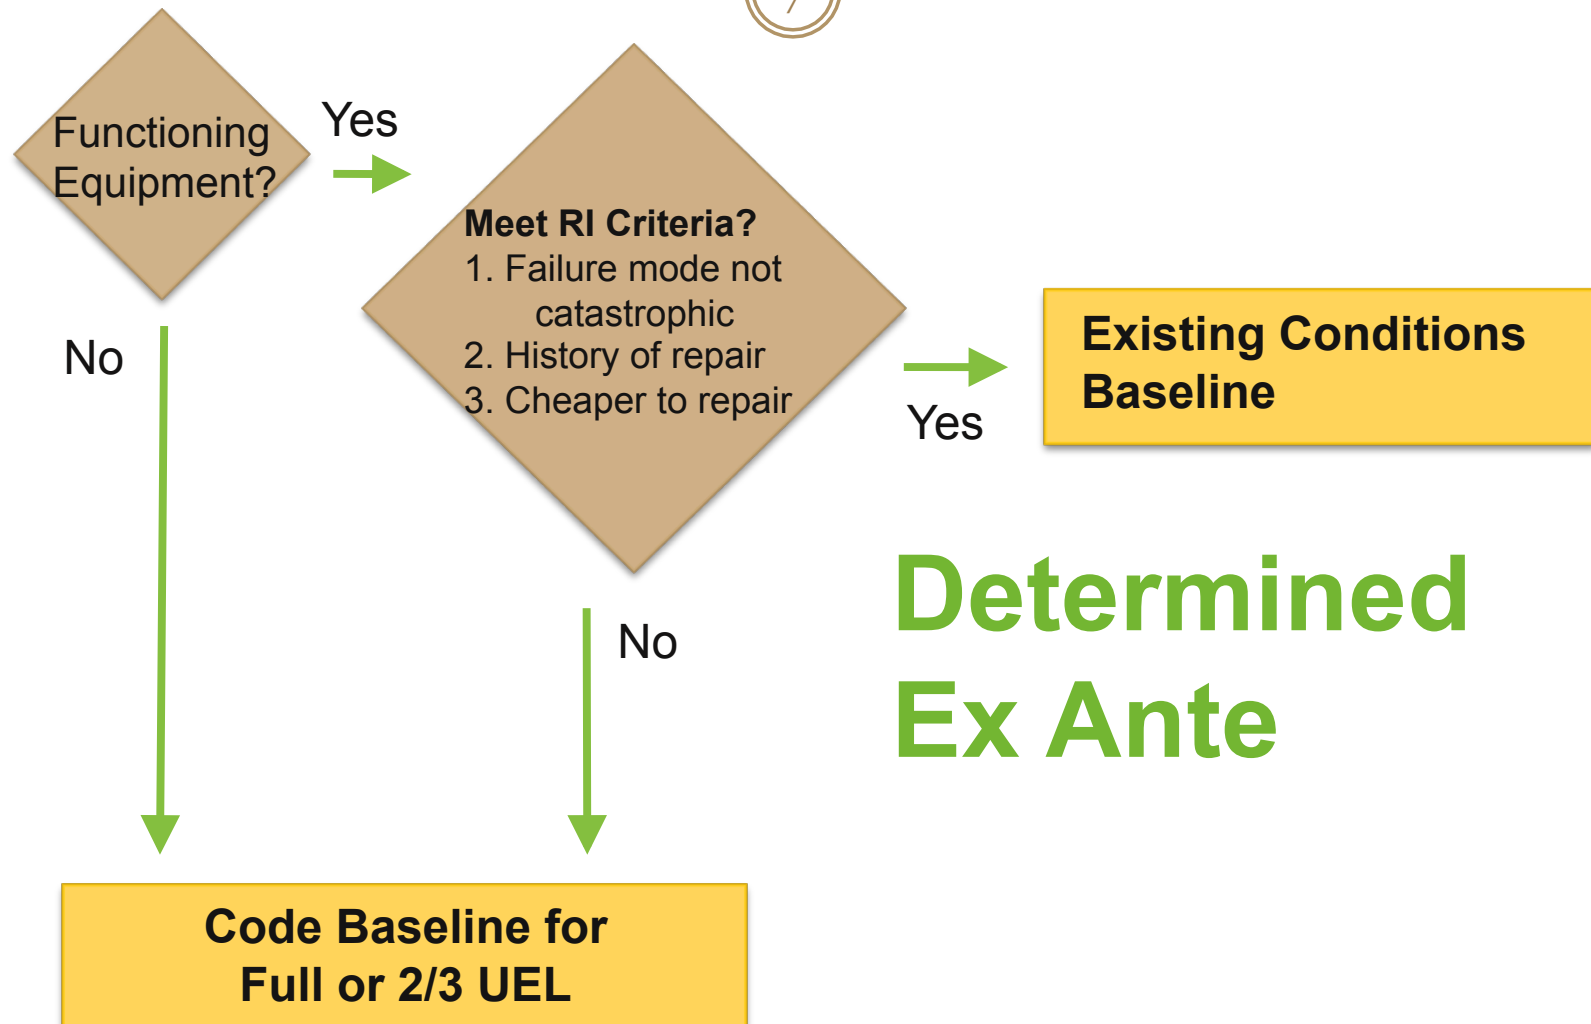 Functioning
Equipment?
Yes
Meet RI Criteria?
1. Failure mode not
catastrophic
2. History of repair
3. Cheaper to repair
No
Existing Conditions
Baseline
Yes
Determined
Ex Ante
No
Code Baseline for
Full or 2/3 UEL